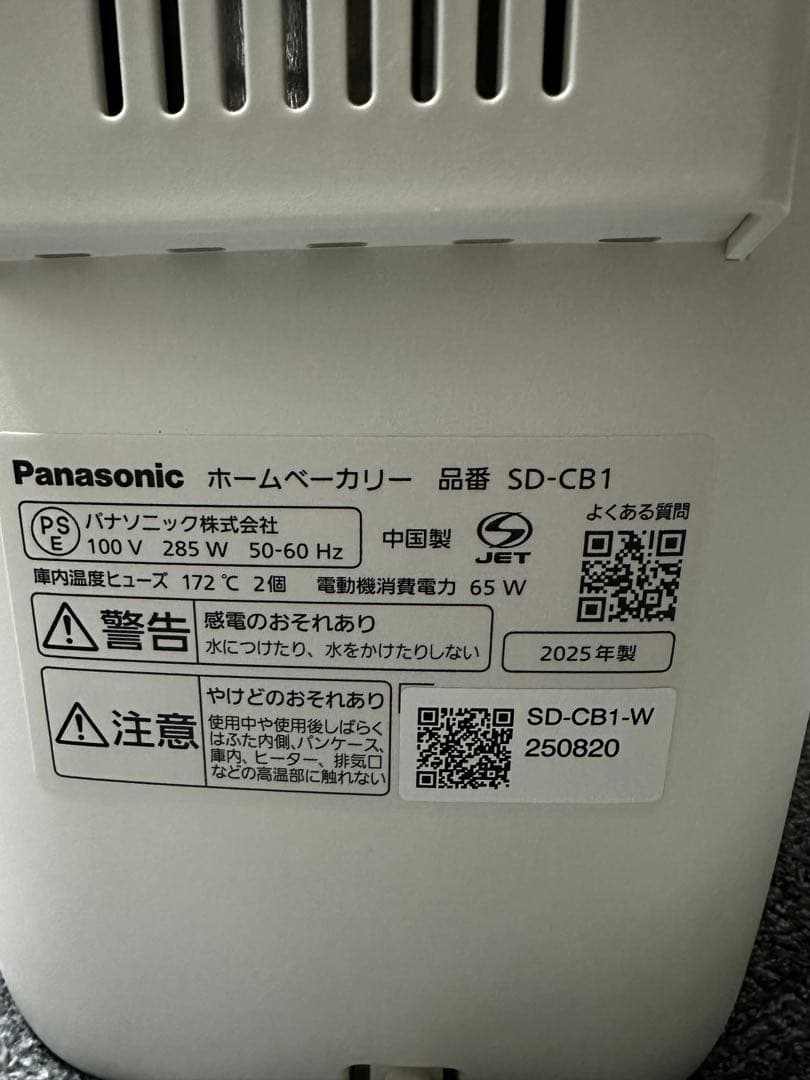 Panasonic ホームベーカリー 品番 SD-CB1
PS
E
パナソニック株式会社
100 V 285 W 50-60 Hz
中国製
JET
よくある質問
庫内温度ヒューズ 172 ℃ 2個 電動機消費電力 65 W
警告
感電のおそれあり
水につけたり、水をかけたりしない
2025年製
注意
やけどのおそれあり
使用中や使用後しばらく
はふた内側、パンケース、
庫内、ヒーター、排気口
などの高温部に触れない
SD-CB1-W
250820